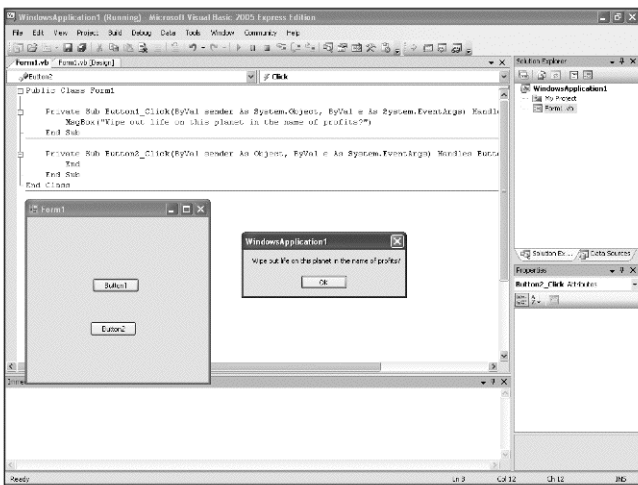 WindowsApplication1 (Running) - Microsoft Visual Basic 2005 Express Edition
File Edit View Project Build Debug Data Tools Window Community Help
Form1.vb Form1.vb [Design]
Solution Explorer
Button2 Click
WindowsApplication1
My Project
Form1.vb
Public Class Form1
Private Sub Button1_Click(ByVal sender As System.Object, ByVal e As System.EventArgs) Handle
MsgBox("Wipe out life on this planet in the name of profits?")
End Sub
Private Sub Button2_Click(ByVal sender As Object, ByVal e As System.EventArgs) Handles Butto
End
End Sub
End Class
Form1
Button1
Button2
WindowsApplication1
Wipe out life on this planet in the name of profits?
OK
Solution Ex... Data Sources
Properties
Button2_Click Attributes
Imme
Ready Ln 3 Col 12 Ch 12 INS